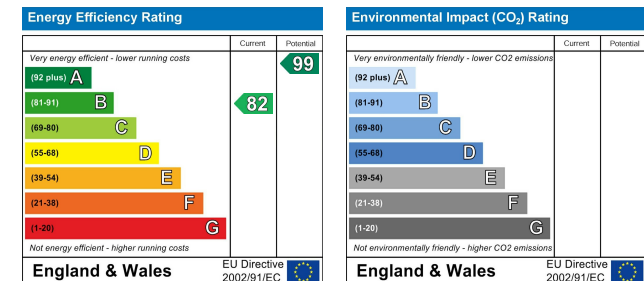 Energy Efficiency Rating
Current Potential
Very energy efficient - lower running costs
(92 plus) A
99
(81-91) B
82
(69-80) C
(55-68) D
(39-54) E
(21-38) F
(1-20) G
Not energy efficient - higher running costs
England & Wales
EU Directive
2002/91/EC
Environmental Impact (CO₂) Rating
Current Potential
Very environmentally friendly - lower CO2 emissions
(92 plus) A
(81-91) B
(69-80) C
(55-68) D
(39-54) E
(21-38) F
(1-20) G
Not environmentally friendly - higher CO2 emissions
England & Wales
EU Directive
2002/91/EC